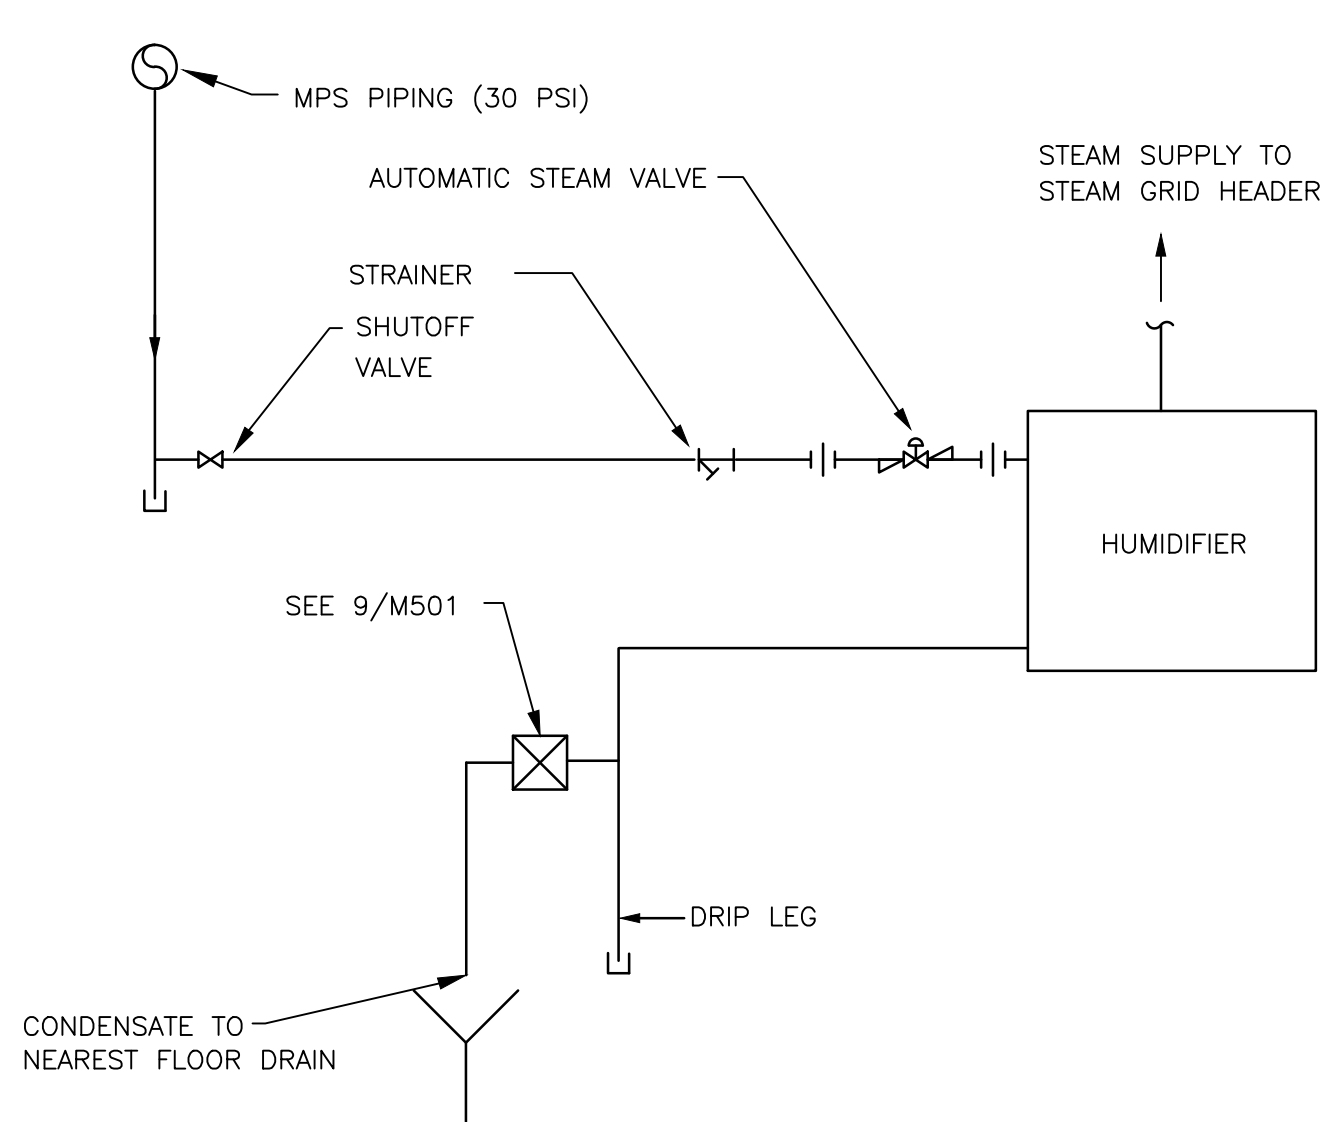 MPS PIPING (30 PSI)
STEAM SUPPLY TO
STEAM GRID HEADER
AUTOMATIC STEAM VALVE
STRAINER
SHUTOFF
VALVE
HUMIDIFIER
SEE 9/M501
DRIP LEG
CONDENSATE TO
NEAREST FLOOR DRAIN